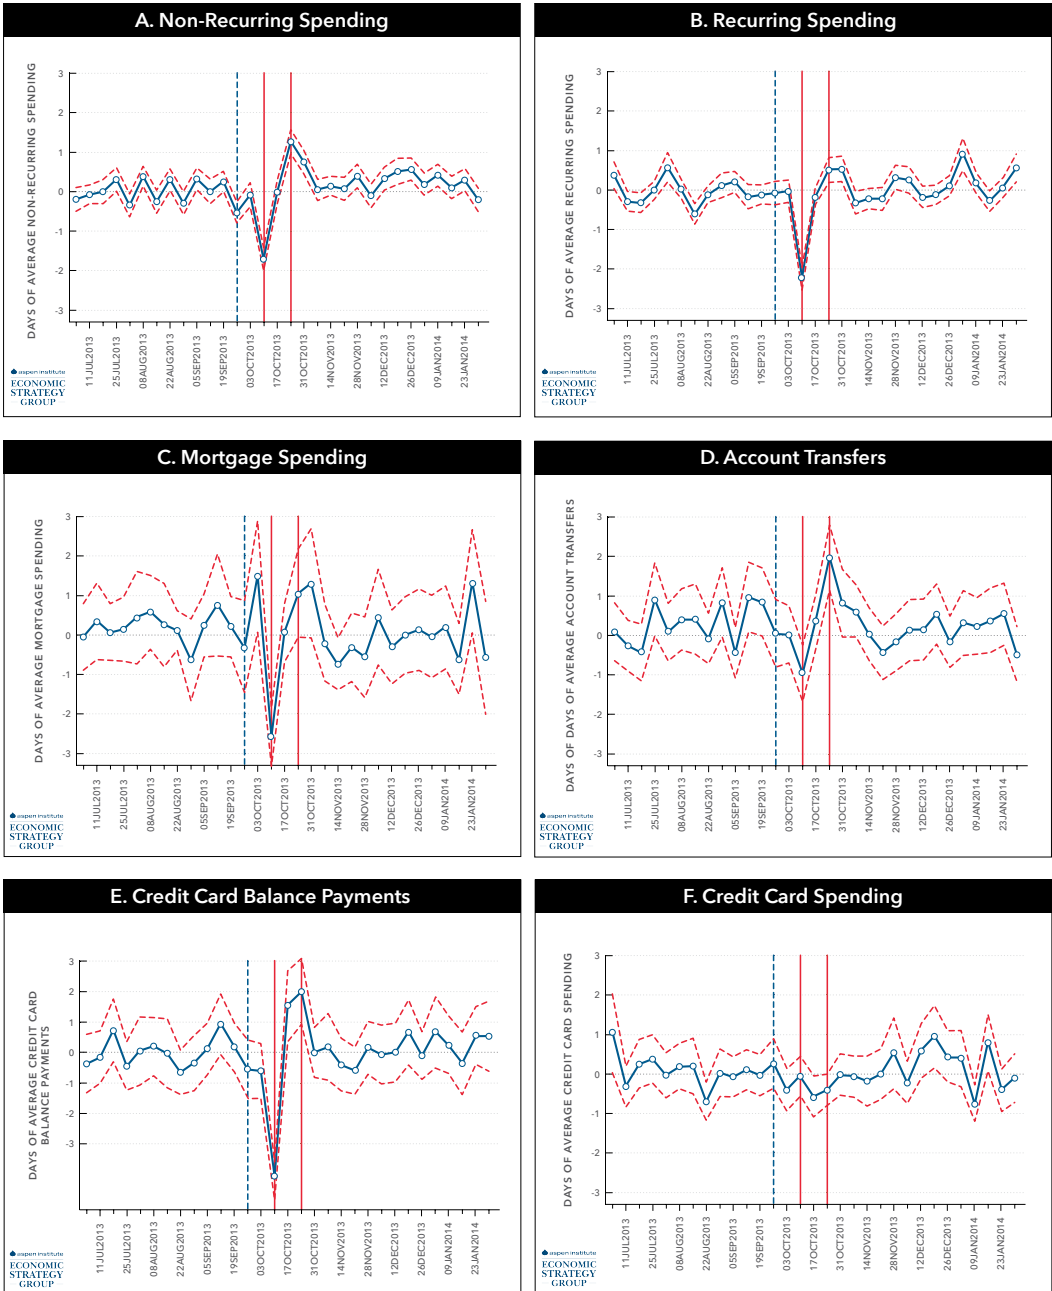 A. Non-Recurring Spending
DAYS OF AVERAGE NON-RECURRING SPENDING
3
2
1
0
-1
-2
-3
11JUL2013
25JUL2013
08AUG2013
22AUG2013
05SEP2013
19SEP2013
03OCT2013
17OCT2013
31OCT2013
14NOV2013
28NOV2013
12DEC2013
26DEC2013
09JAN2014
23JAN2014
aspen institute
ECONOMIC
STRATEGY
GROUP
B. Recurring Spending
DAYS OF AVERAGE RECURRING SPENDING
3
2
1
0
-1
-2
-3
11JUL2013
25JUL2013
08AUG2013
22AUG2013
05SEP2013
19SEP2013
03OCT2013
17OCT2013
31OCT2013
14NOV2013
28NOV2013
12DEC2013
26DEC2013
09JAN2014
23JAN2014
aspen institute
ECONOMIC
STRATEGY
GROUP
C. Mortgage Spending
DAYS OF AVERAGE MORTGAGE SPENDING
3
2
1
0
-1
-2
-3
11JUL2013
25JUL2013
08AUG2013
22AUG2013
05SEP2013
19SEP2013
03OCT2013
17OCT2013
31OCT2013
14NOV2013
28NOV2013
12DEC2013
26DEC2013
09JAN2014
23JAN2014
aspen institute
ECONOMIC
STRATEGY
GROUP
D. Account Transfers
DAYS OF DAYS OF AVERAGE ACCOUNT TRANSFERS
3
2
1
0
-1
-2
-3
11JUL2013
25JUL2013
08AUG2013
22AUG2013
05SEP2013
19SEP2013
03OCT2013
17OCT2013
31OCT2013
14NOV2013
28NOV2013
12DEC2013
26DEC2013
09JAN2014
23JAN2014
aspen institute
ECONOMIC
STRATEGY
GROUP
E. Credit Card Balance Payments
DAYS OF AVERAGE CREDIT CARD
BALANCE PAYMENTS
3
2
1
0
-1
-2
-3
11JUL2013
25JUL2013
08AUG2013
22AUG2013
05SEP2013
19SEP2013
03OCT2013
17OCT2013
31OCT2013
14NOV2013
28NOV2013
12DEC2013
26DEC2013
09JAN2014
23JAN2014
aspen institute
ECONOMIC
STRATEGY
GROUP
F. Credit Card Spending
DAYS OF AVERAGE CREDIT CARD SPENDING
3
2
1
0
-1
-2
-3
11JUL2013
25JUL2013
08AUG2013
22AUG2013
05SEP2013
19SEP2013
03OCT2013
17OCT2013
31OCT2013
14NOV2013
28NOV2013
12DEC2013
26DEC2013
09JAN2014
23JAN2014
aspen institute
ECONOMIC
STRATEGY
GROUP